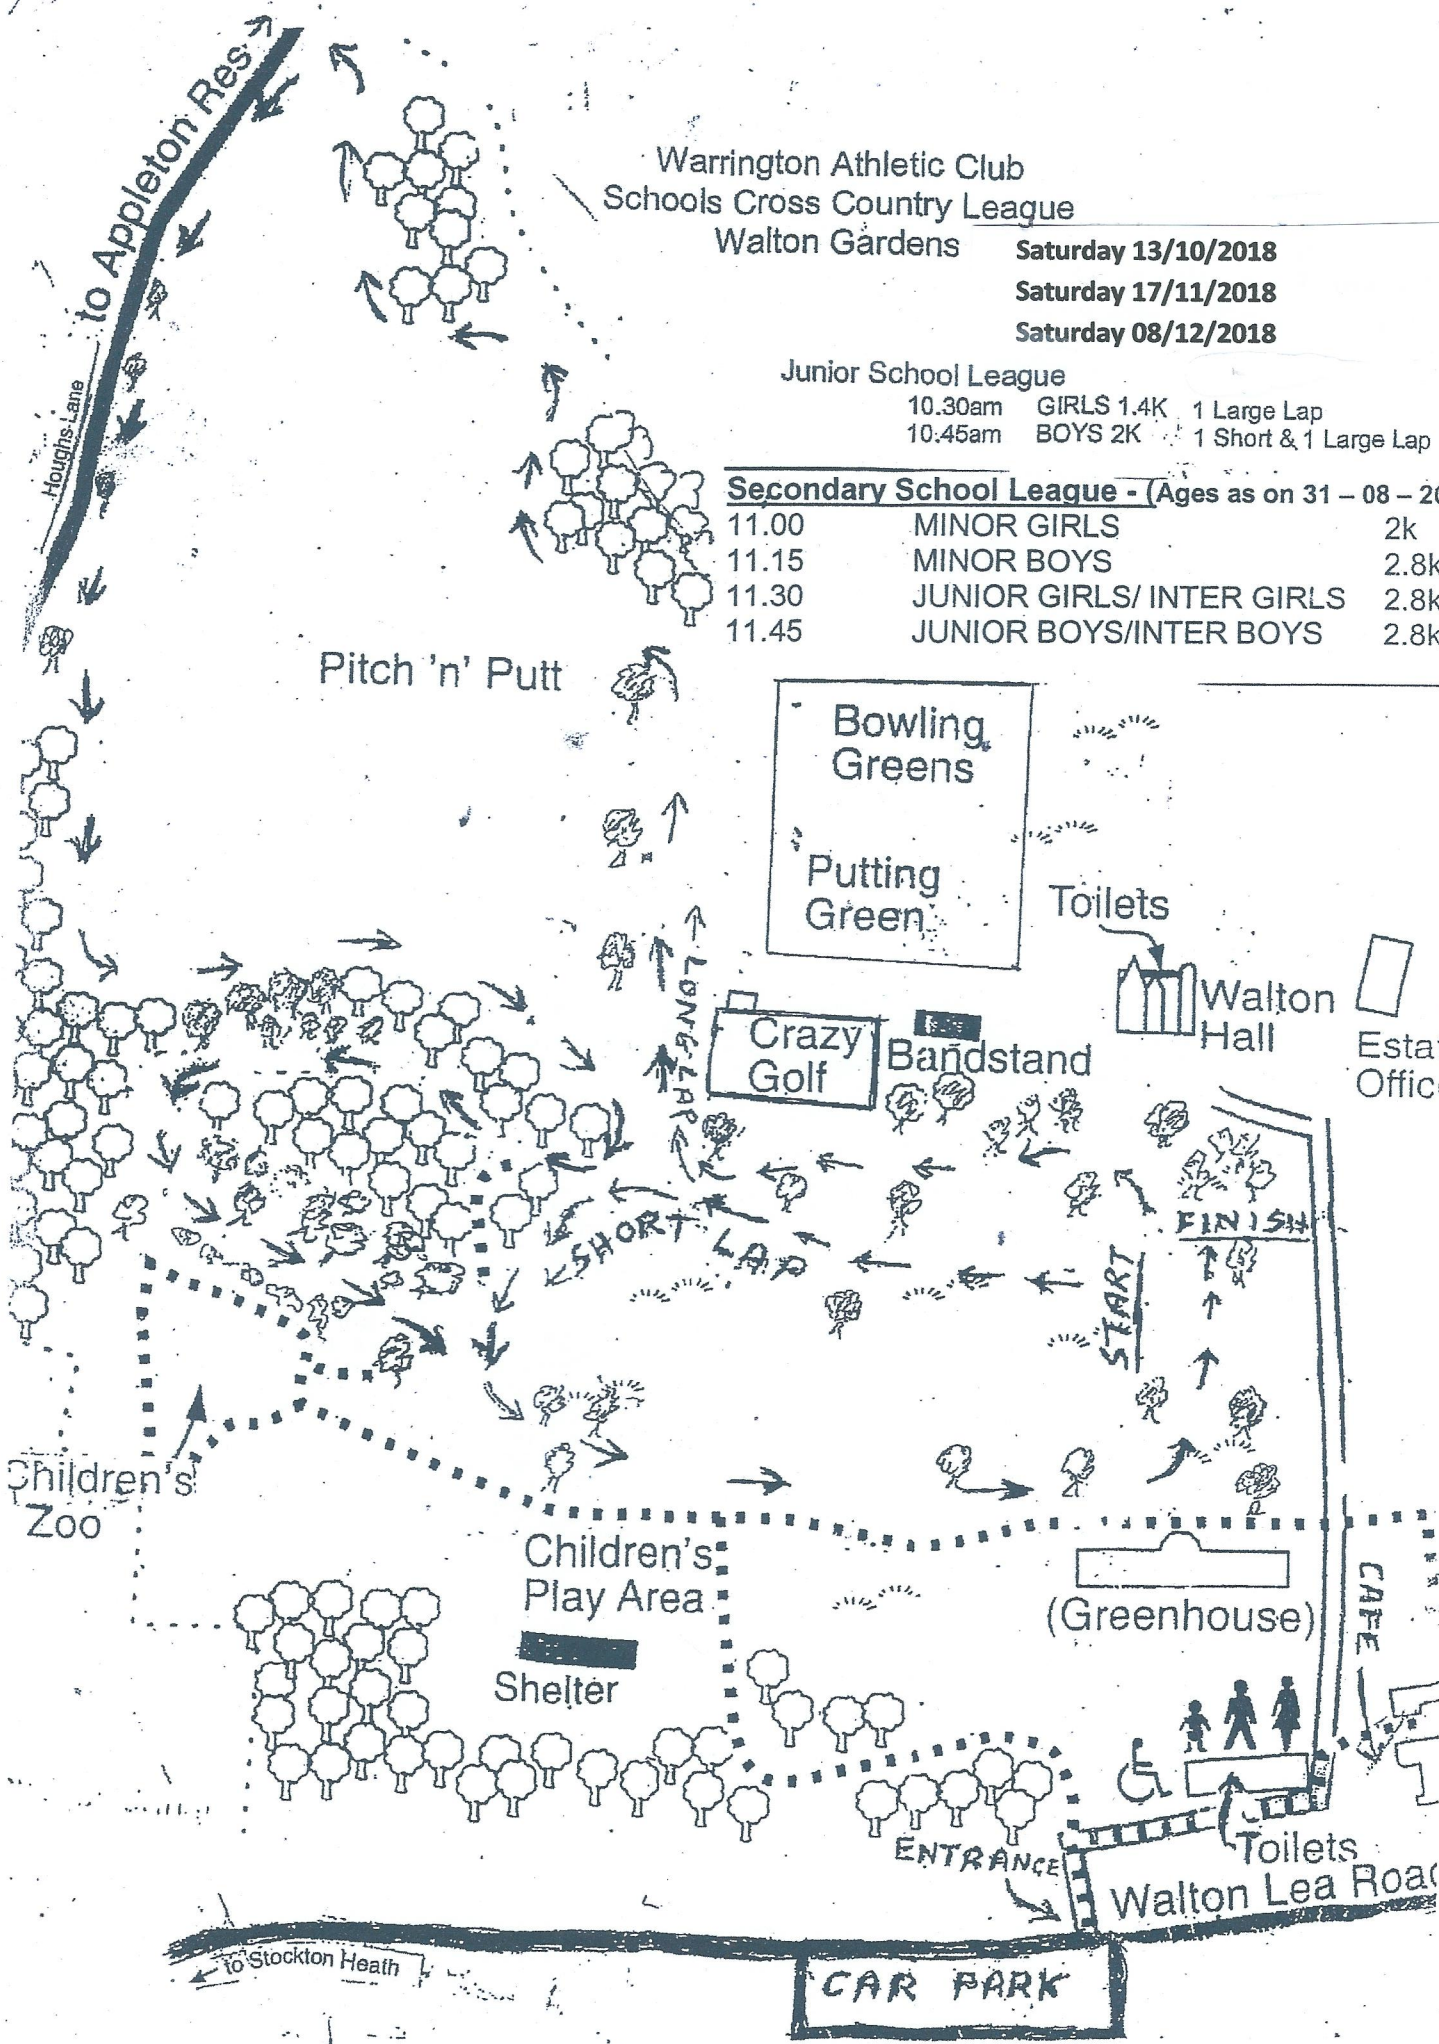 to Appleton Res
Houghs Lane
Warrington Athletic Club
Schools Cross Country League
Walton Gardens
Saturday 13/10/2018
Saturday 17/11/2018
Saturday 08/12/2018
Junior School League
10.30am GIRLS 1.4K 1 Large Lap
10.45am BOYS 2K 1 Short & 1 Large Lap
Secondary School League - (Ages as on 31 – 08 – 20
11.00 MINOR GIRLS 2k
11.15 MINOR BOYS 2.8k
11.30 JUNIOR GIRLS/ INTER GIRLS 2.8k
11.45 JUNIOR BOYS/INTER BOYS 2.8k
Pitch 'n' Putt
Bowling
Greens
Putting
Green
Toilets
Walton
Hall
Crazy
Golf
Bandstand
Esta
Offic
LONG LAP
SHORT LAP
FINISH
START
Children's
Zoo
Children's
Play Area
Shelter
(Greenhouse)
CAFE
Toilets
ENTRANCE
Walton Lea Road
to Stockton Heath
CAR PARK